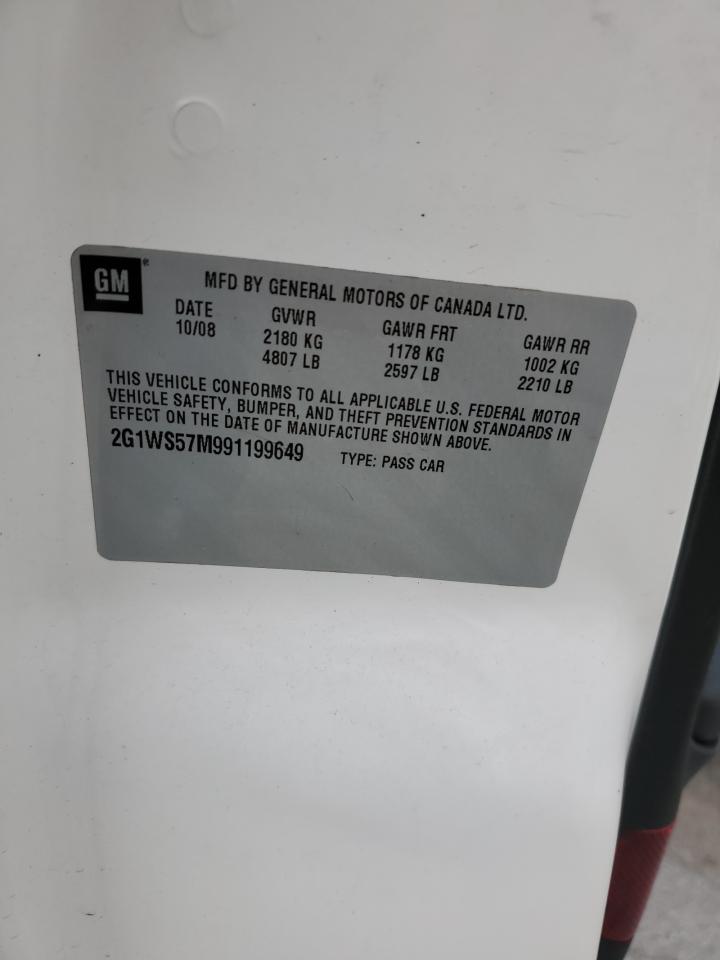 GM®
MFD BY GENERAL MOTORS OF CANADA LTD.
DATE GVWR GAWR FRT GAWR RR
10/08 2180 KG 1178 KG 1002 KG
4807 LB 2597 LB 2210 LB
THIS VEHICLE CONFORMS TO ALL APPLICABLE U.S. FEDERAL MOTOR
VEHICLE SAFETY, BUMPER, AND THEFT PREVENTION STANDARDS IN
EFFECT ON THE DATE OF MANUFACTURE SHOWN ABOVE.
2G1WS57M991199649 TYPE: PASS CAR